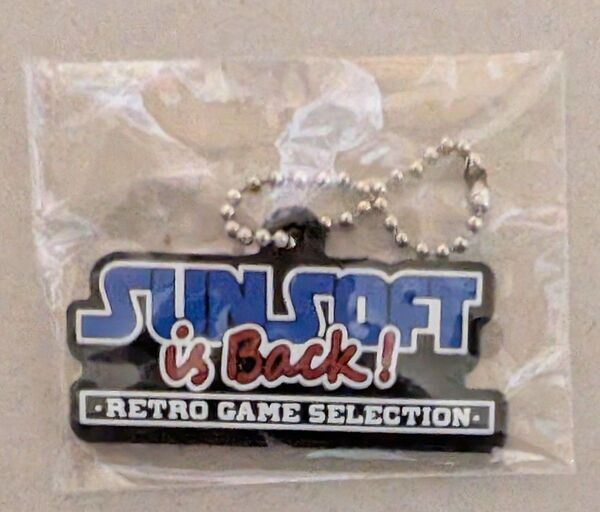 SUNSOFT
is Back!
·RETRO GAME SELECTION·